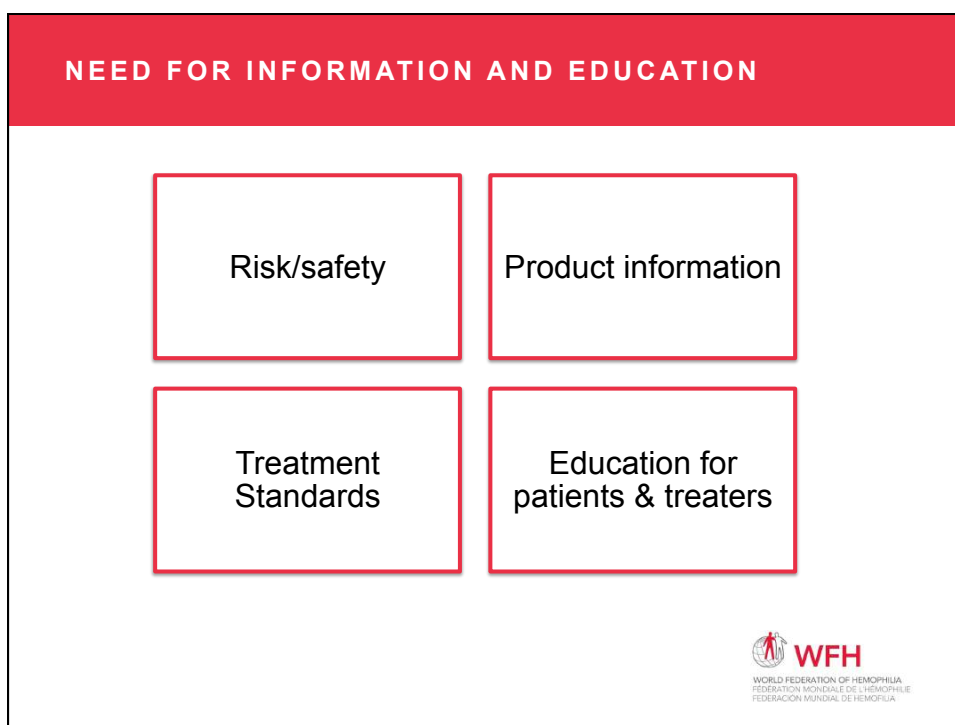 NEED FOR INFORMATION AND EDUCATION
Risk/safety
Product information
Treatment
Standards
Education for
patients & treaters
WFH
WORLD FEDERATION OF HEMOPHILIA
FÉDÉRATION MONDIALE DE L'HÉMOPHILIE
FEDERACIÓN MUNDIAL DE HEMOFILIA